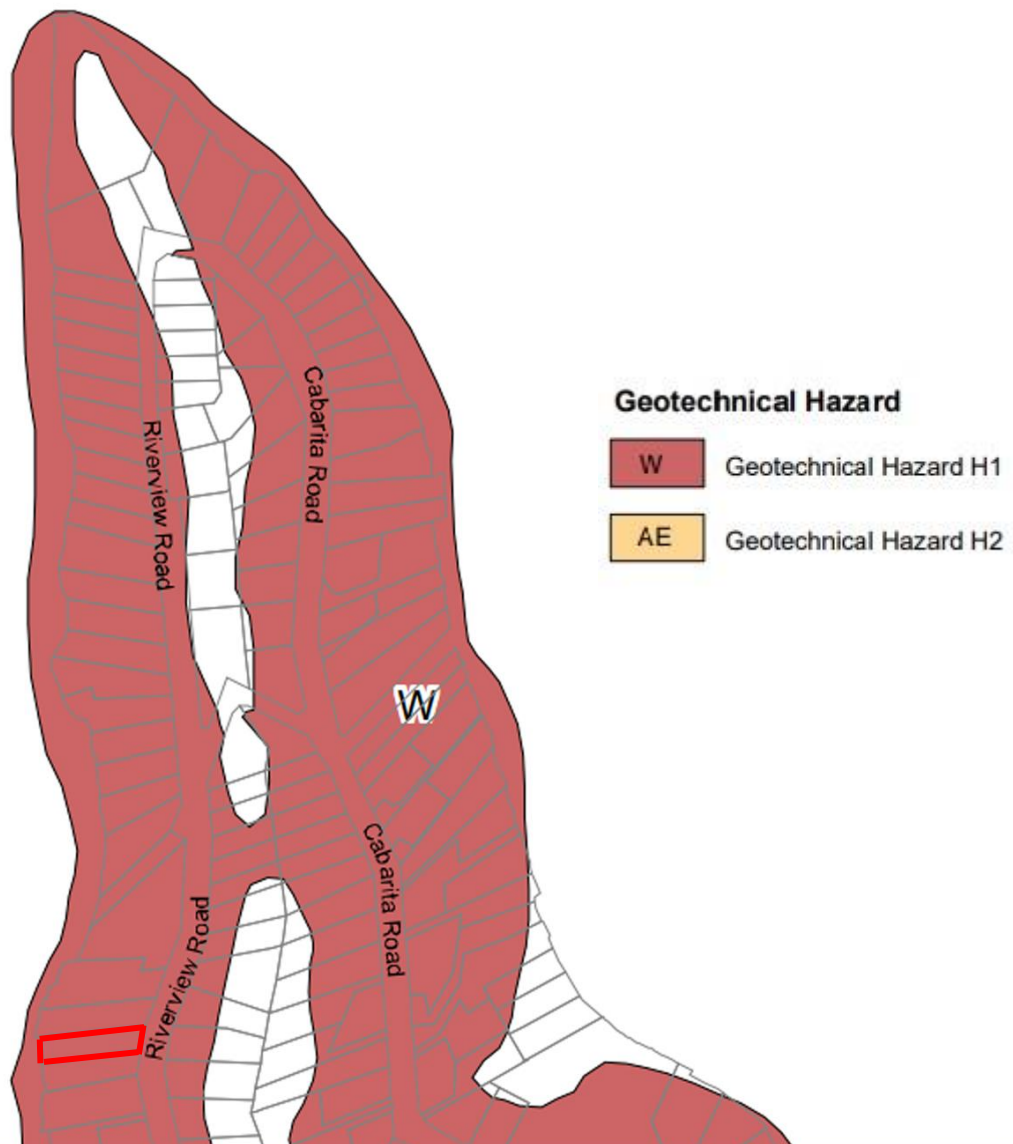 Cabarita Road
Riverview Road
Geotechnical Hazard
W Geotechnical Hazard H1
AE Geotechnical Hazard H2
W
Cabarita Road
Riverview Road